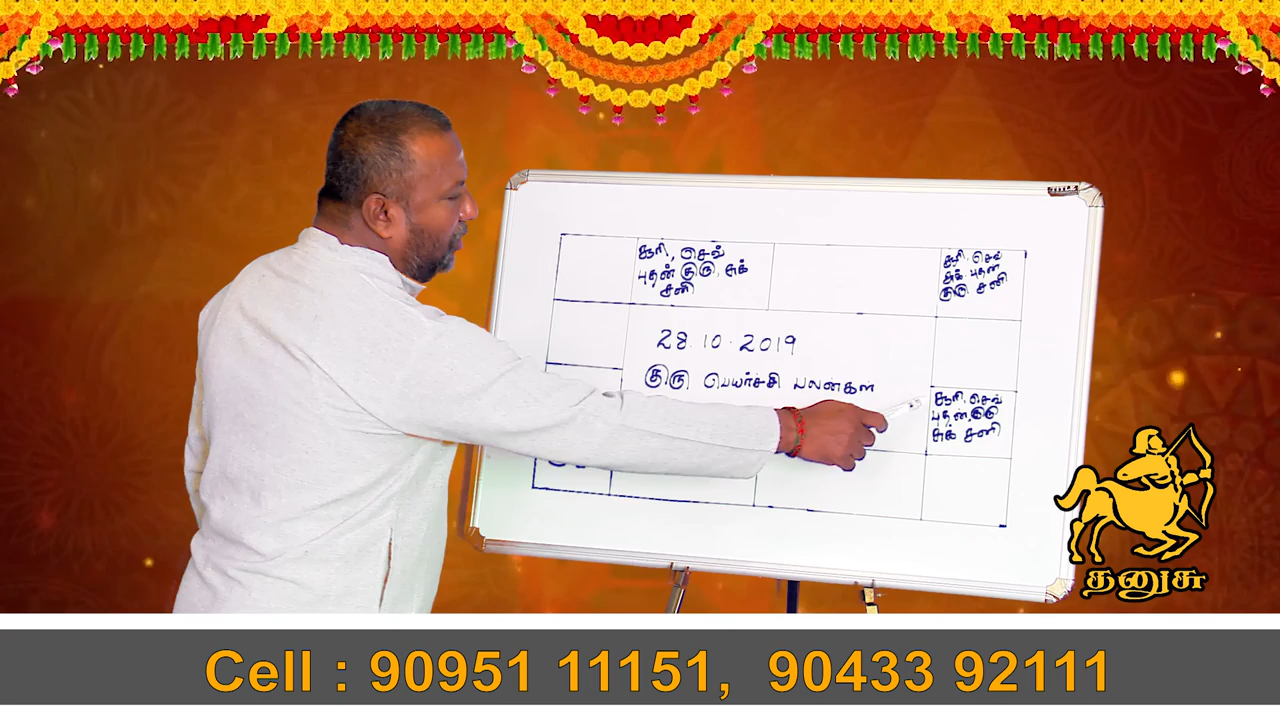 சூரி, செவ்
புதன் குரு, சுக்
சனி
சூரி. செவ்
சுக். புதன்
குரு சனி
28.10.2019
குரு பெயர்ச்சி பலன்கள்
சூரி. செவ்
புதன், குரு
சுக் சனி
தனுசு
Cell : 90951 11151, 90433 92111